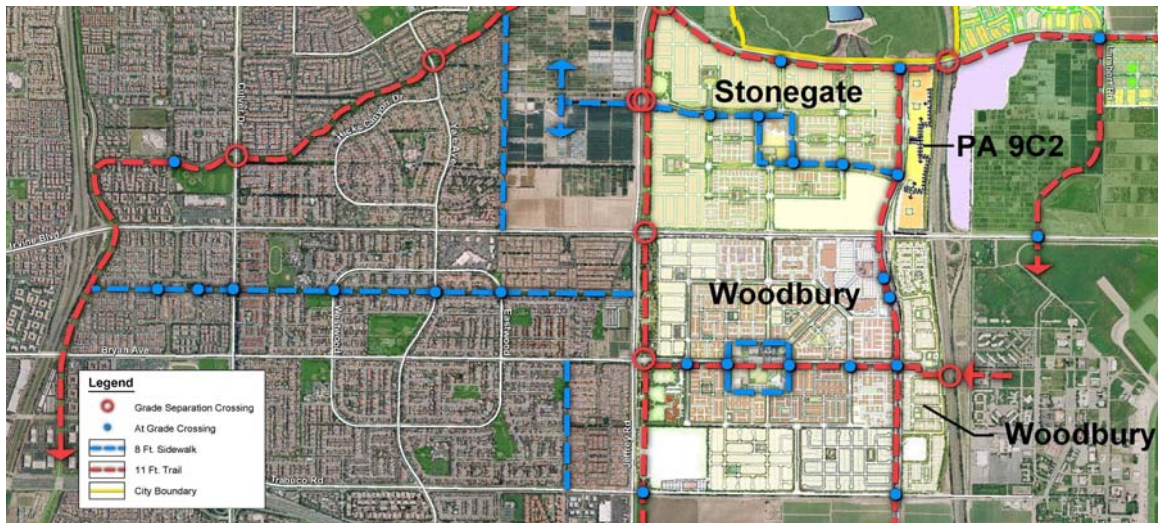 Stonegate
PA 9C2
Culver Dr
Hicks Canyon Dr
Yale Ave
Irvine Blvd
Woodbury
Westwood
Eastwood
Bryan Ave
Legend
Grade Separation Crossing
At Grade Crossing
8 Ft. Sidewalk
11 Ft. Trail
City Boundary
Jeffrey Rd
Woodbury
Trabuco Rd